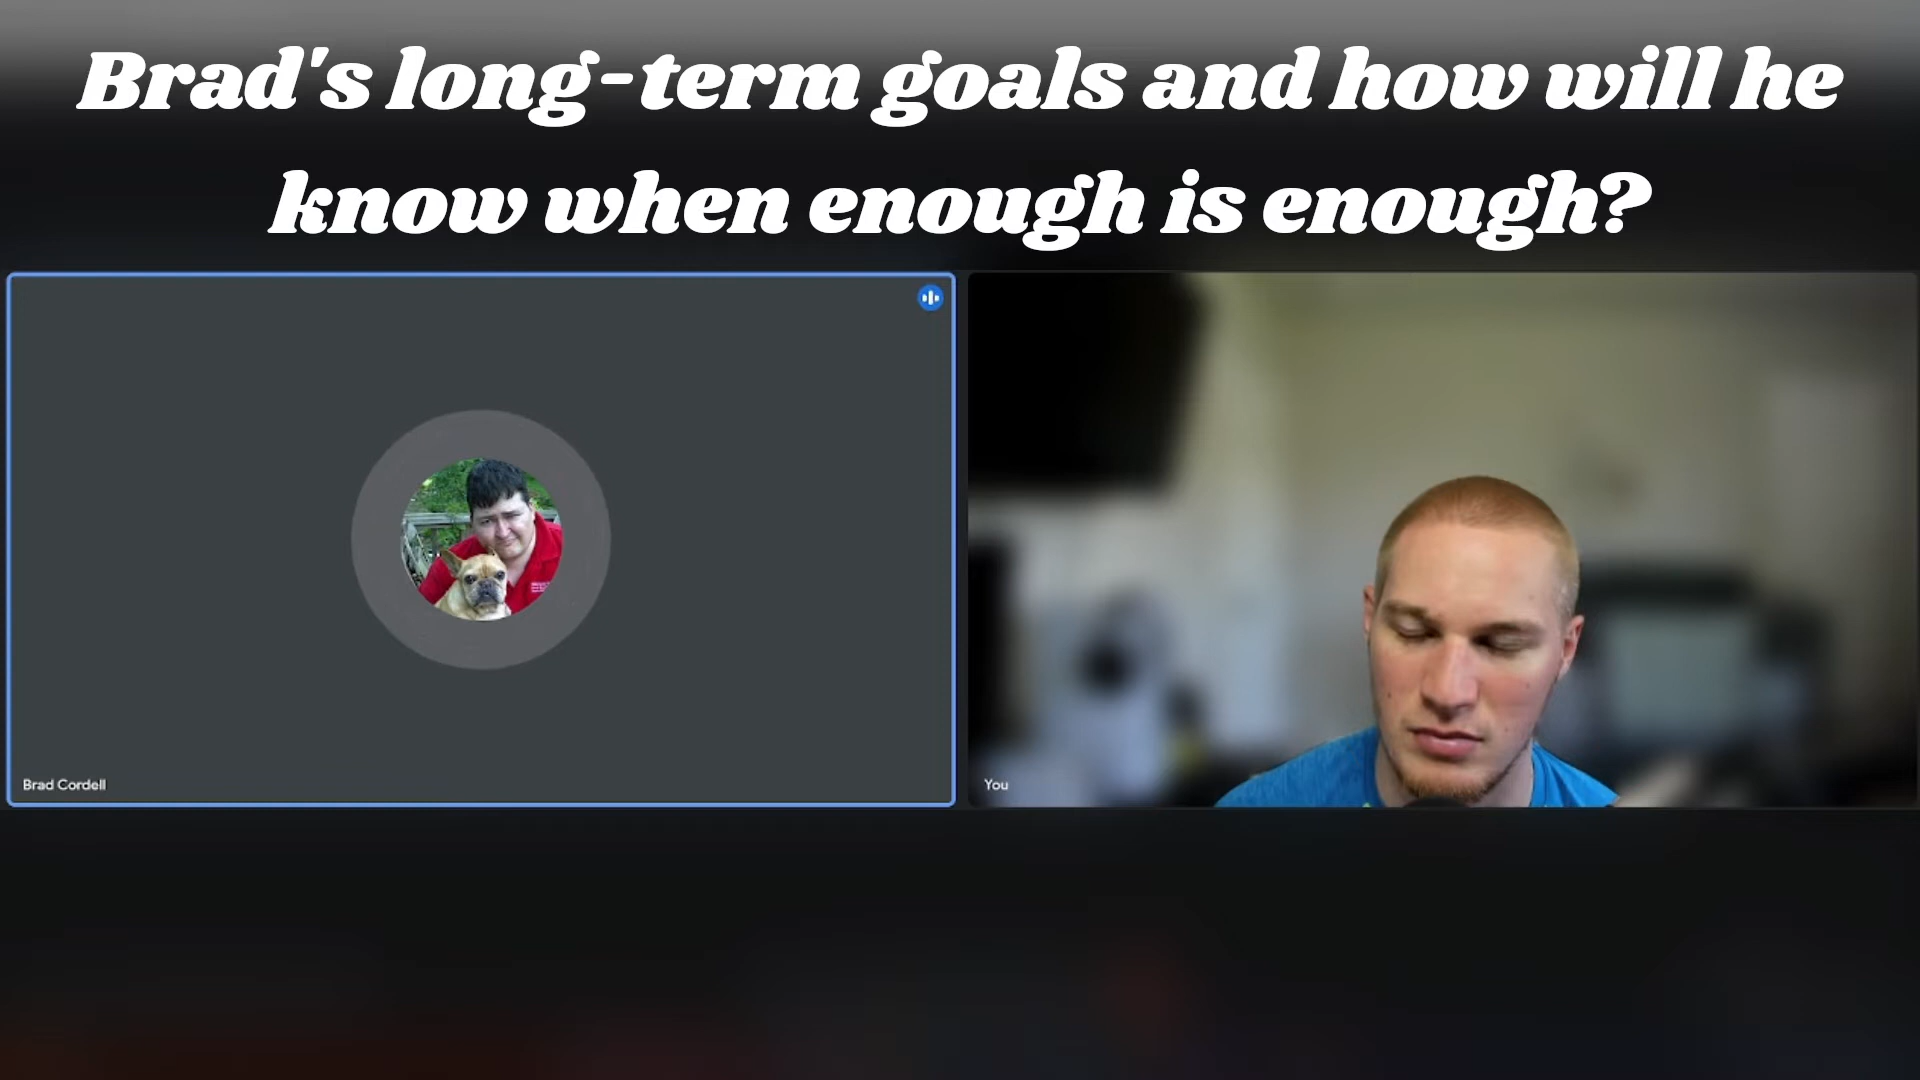 Brad's long-term goals and how will he
know when enough is enough?
Brad Cordell
You